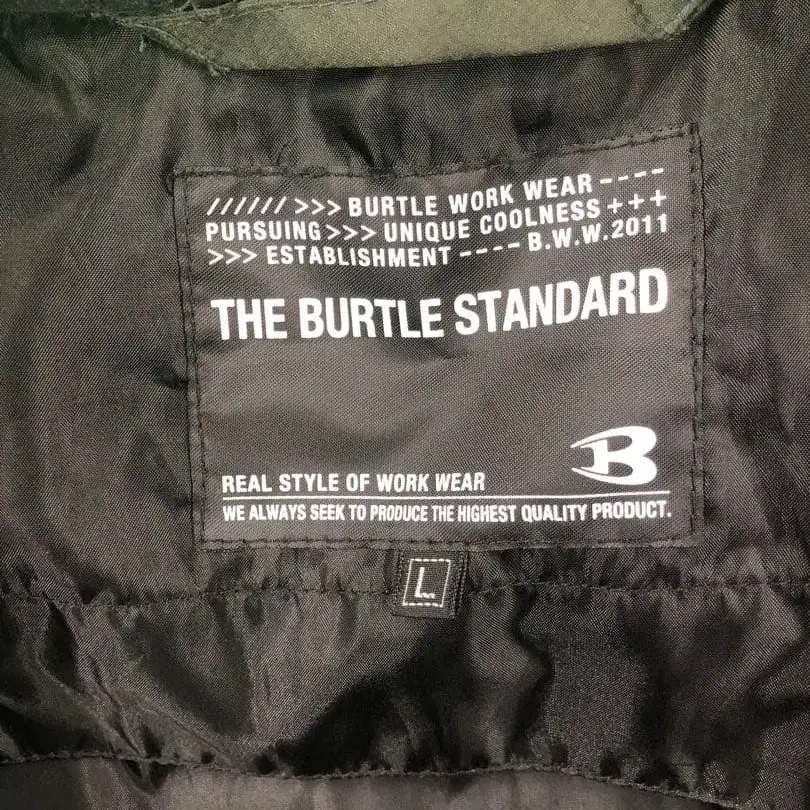 ////// >>> BURTLE WORK WEAR ----
PURSUING >>> UNIQUE COOLNESS +++
>>> ESTABLISHMENT ---- B.W.W.2011
THE BURTLE STANDARD
B
REAL STYLE OF WORK WEAR
WE ALWAYS SEEK TO PRODUCE THE HIGHEST QUALITY PRODUCT.
L